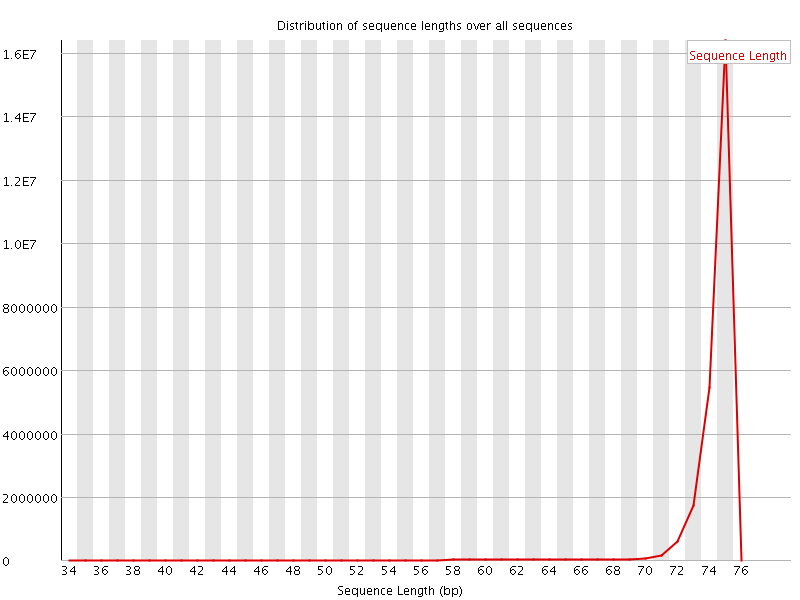 Distribution of sequence lengths over all sequences
1.6E7
Sequence Length
1.4E7
1.2E7
1.0E7
8000000
6000000
4000000
2000000
0
34 36 38 40 42 44 46 48 50 52 54 56 58 60 62 64 66 68 70 72 74 76
Sequence Length (bp)